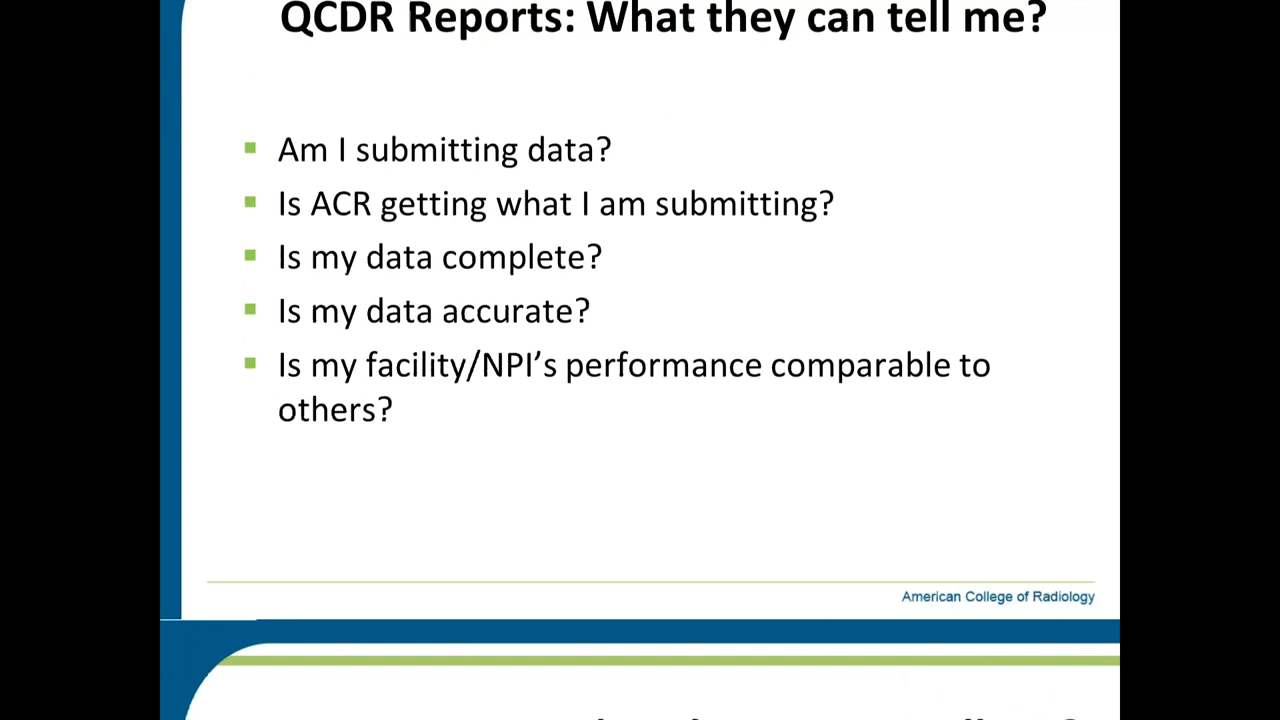 QCDR Reports: What they can tell me?
Am I submitting data?
Is ACR getting what I am submitting?
Is my data complete?
Is my data accurate?
Is my facility/NPI’s performance comparable to
others?
American College of Radiology